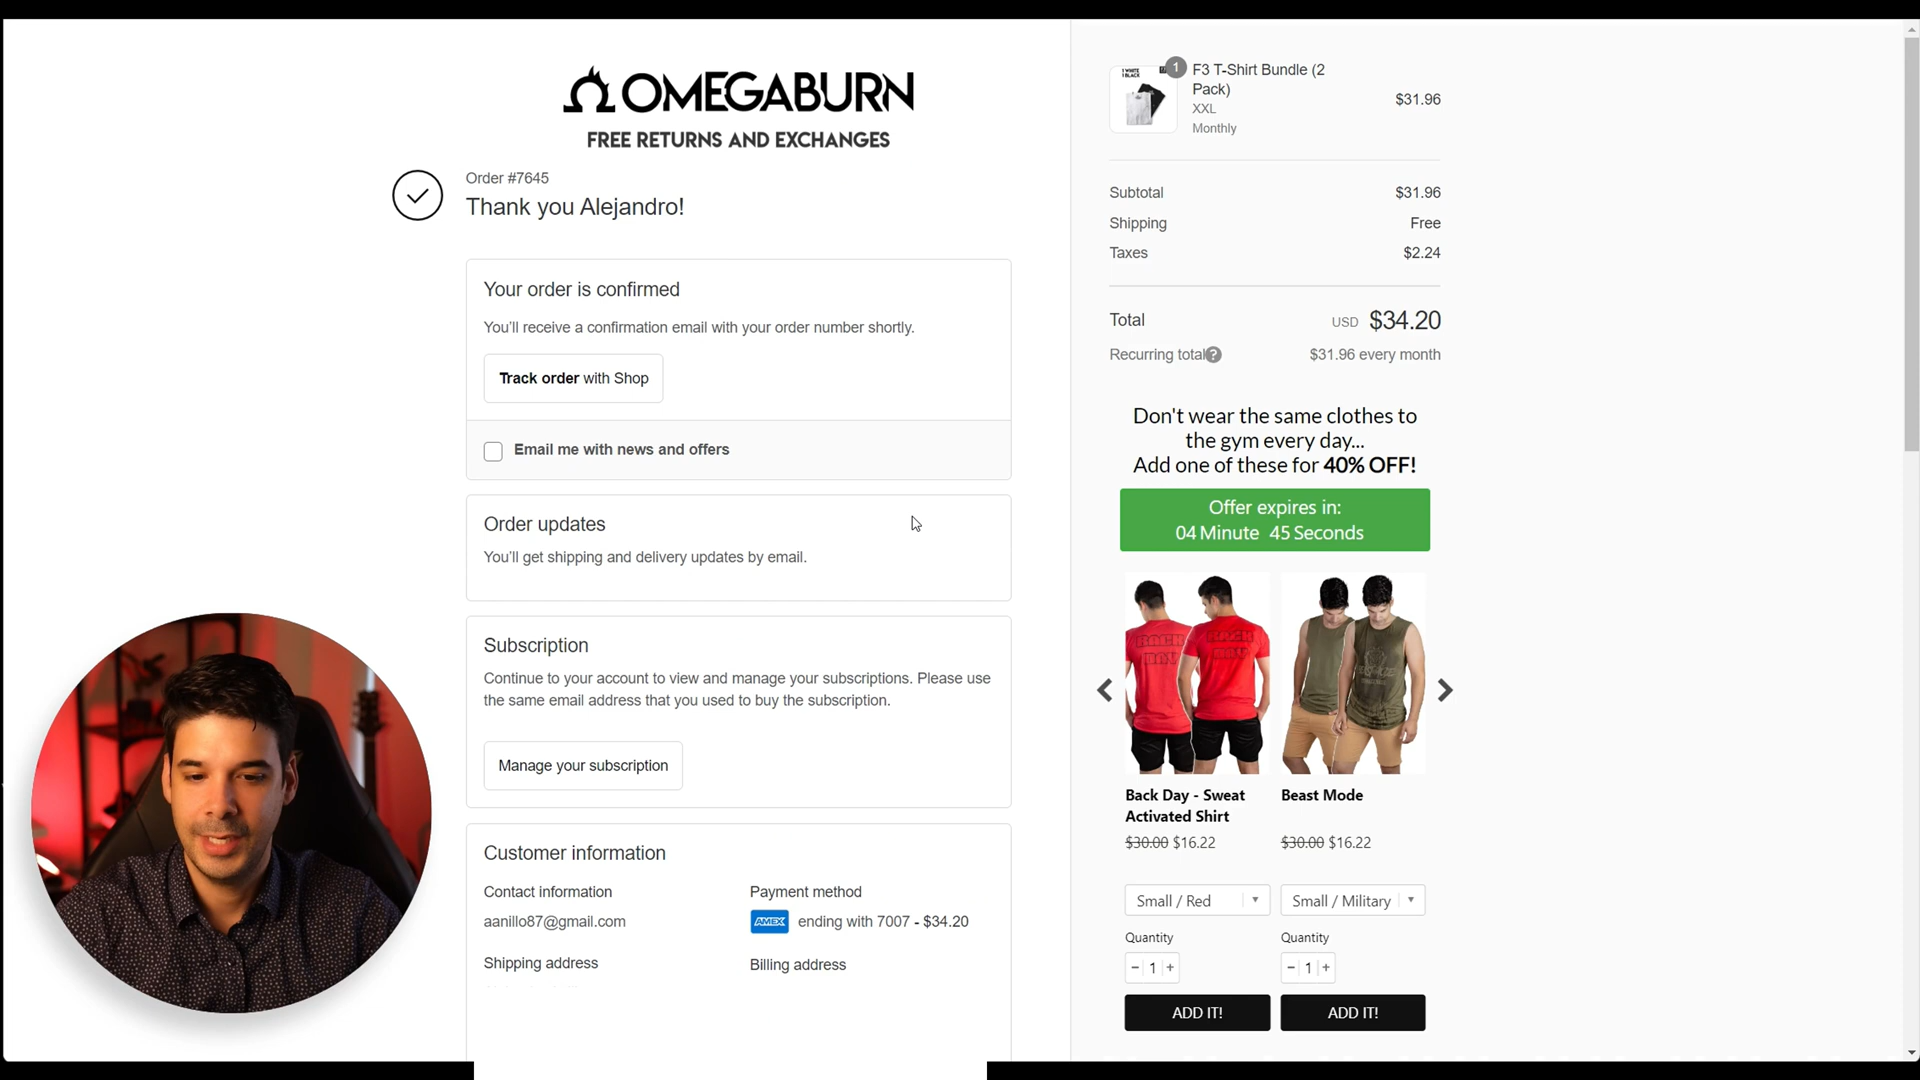 OMEGABURN
FREE RETURNS AND EXCHANGES
Order #7645
Thank you Alejandro!
Your order is confirmed
You'll receive a confirmation email with your order number shortly.
Track order with Shop
Email me with news and offers
Order updates
You'll get shipping and delivery updates by email.
Subscription
Continue to your account to view and manage your subscriptions. Please use
the same email address that you used to buy the subscription.
Manage your subscription
Customer information
Contact information
aanillo87@gmail.com
Payment method
AMEX ending with 7007 - $34.20
Shipping address
Billing address
1 WHITE
1 BLACK
1
F3 T-Shirt Bundle (2
Pack)
XXL
Monthly
$31.96
Subtotal $31.96
Shipping Free
Taxes $2.24
Total USD $34.20
Recurring total ? $31.96 every month
Don't wear the same clothes to
the gym every day...
Add one of these for 40% OFF!
Offer expires in:
04 Minute 45 Seconds
BACK DAY
BACK DAY
Back Day - Sweat
Activated Shirt
$30.00 $16.22
Small / Red
Quantity
- 1 +
ADD IT!
Beast Mode
$30.00 $16.22
Small / Military
Quantity
- 1 +
ADD IT!